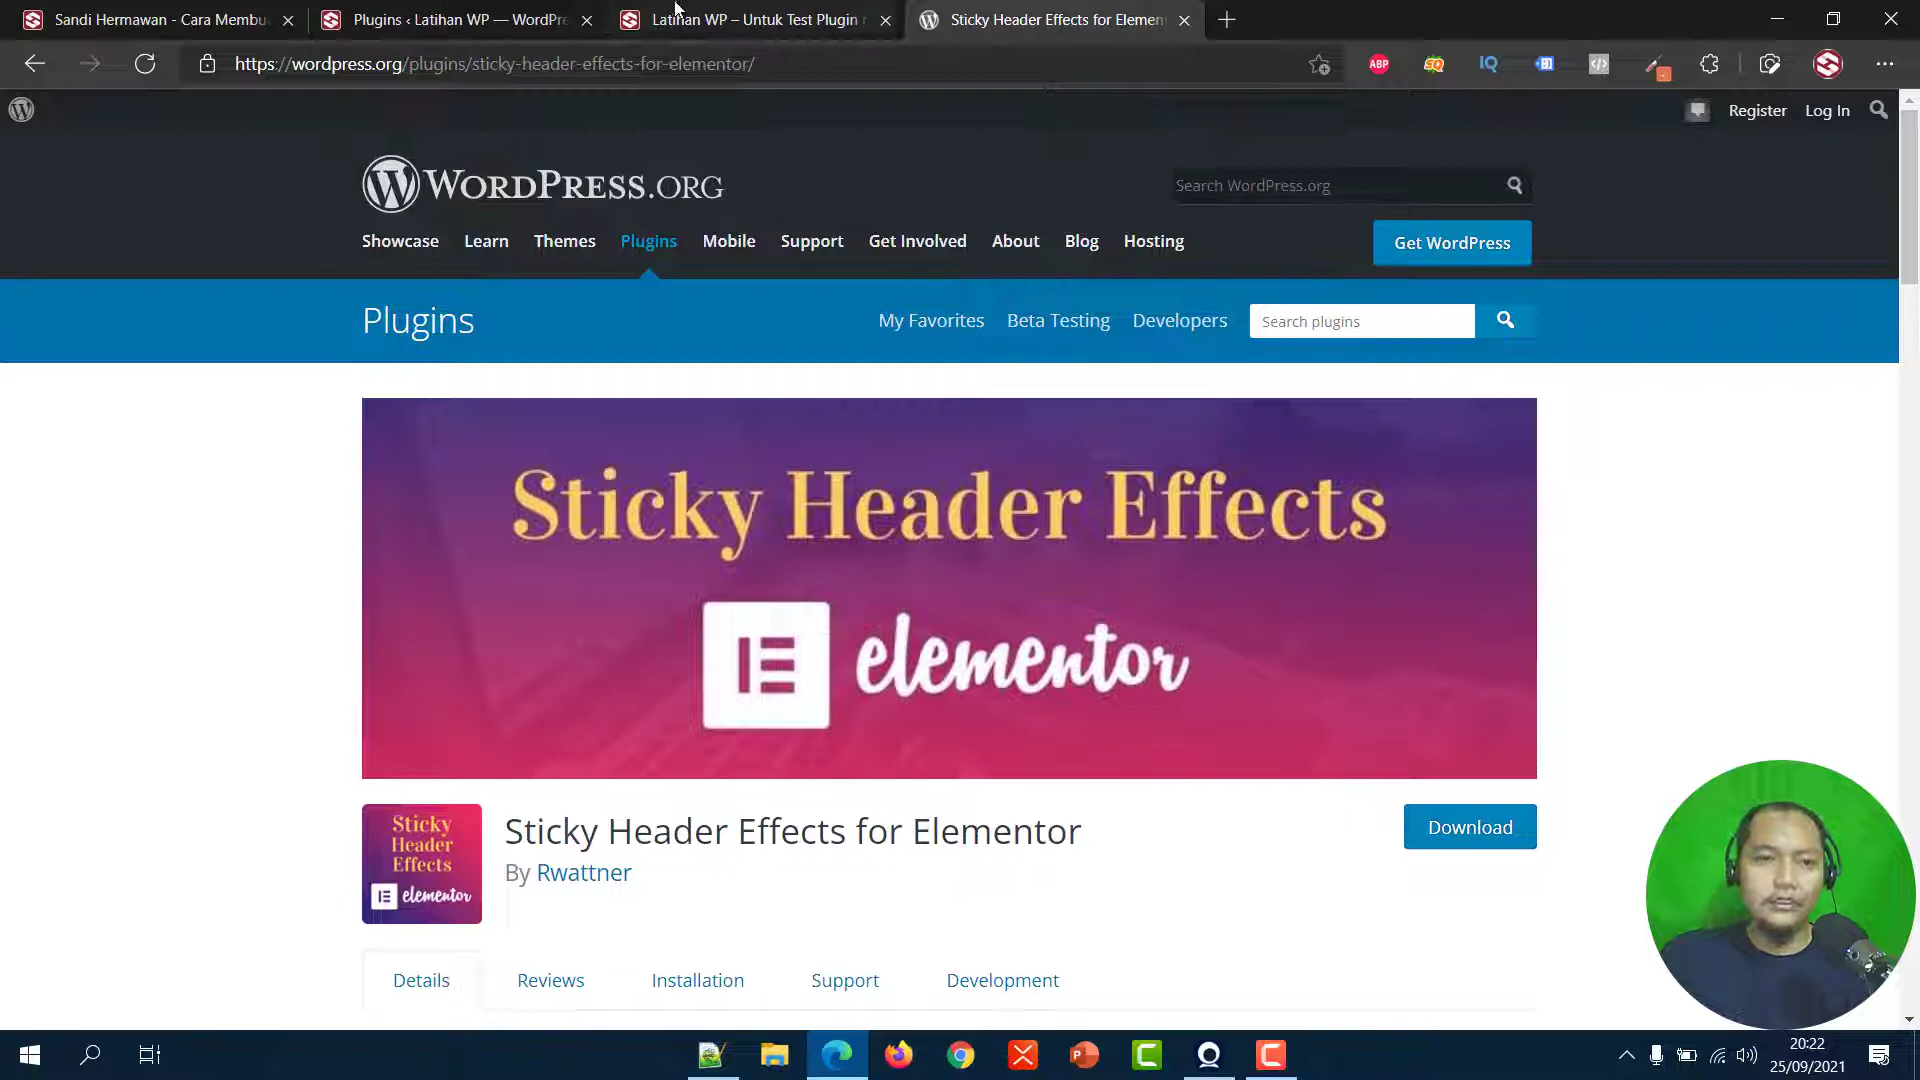 Sandi Hermawan - Cara Membu
Plugins ‹ Latihan WP — WordPre
Latihan WP – Untuk Test Plugin
Sticky Header Effects for Elemen
https://wordpress.org/plugins/sticky-header-effects-for-elementor/
ABP
SQ
IQ
Register
Log In
WORDPRESS.ORG
Search WordPress.org
Showcase
Learn
Themes
Plugins
Mobile
Support
Get Involved
About
Blog
Hosting
Get WordPress
Plugins
My Favorites
Beta Testing
Developers
Search plugins
Sticky Header Effects
elementor
Sticky
Header
Effects
elementor
Sticky Header Effects for Elementor
By Rwattner
Download
Details
Reviews
Installation
Support
Development
20:22
25/09/2021